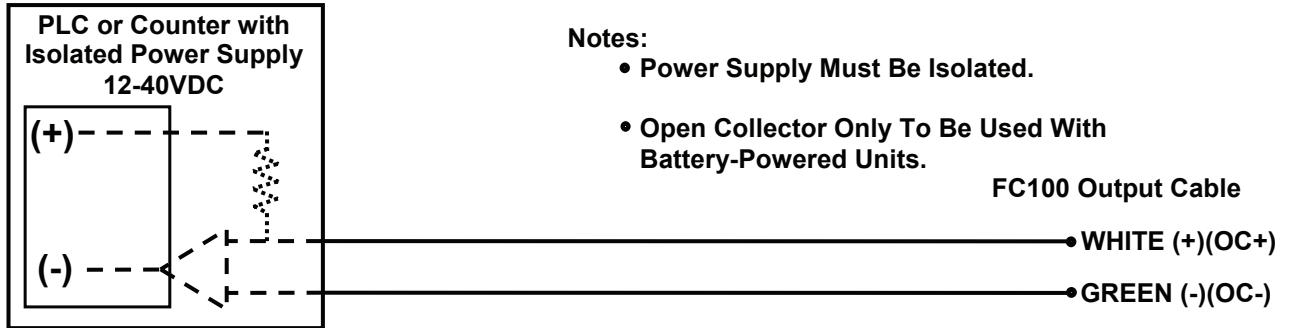 PLC or Counter with
Isolated Power Supply
12-40VDC
(+)
(-)
Notes:
• Power Supply Must Be Isolated.
• Open Collector Only To Be Used With
Battery-Powered Units.
FC100 Output Cable
WHITE (+)(OC+)
GREEN (-)(OC-)